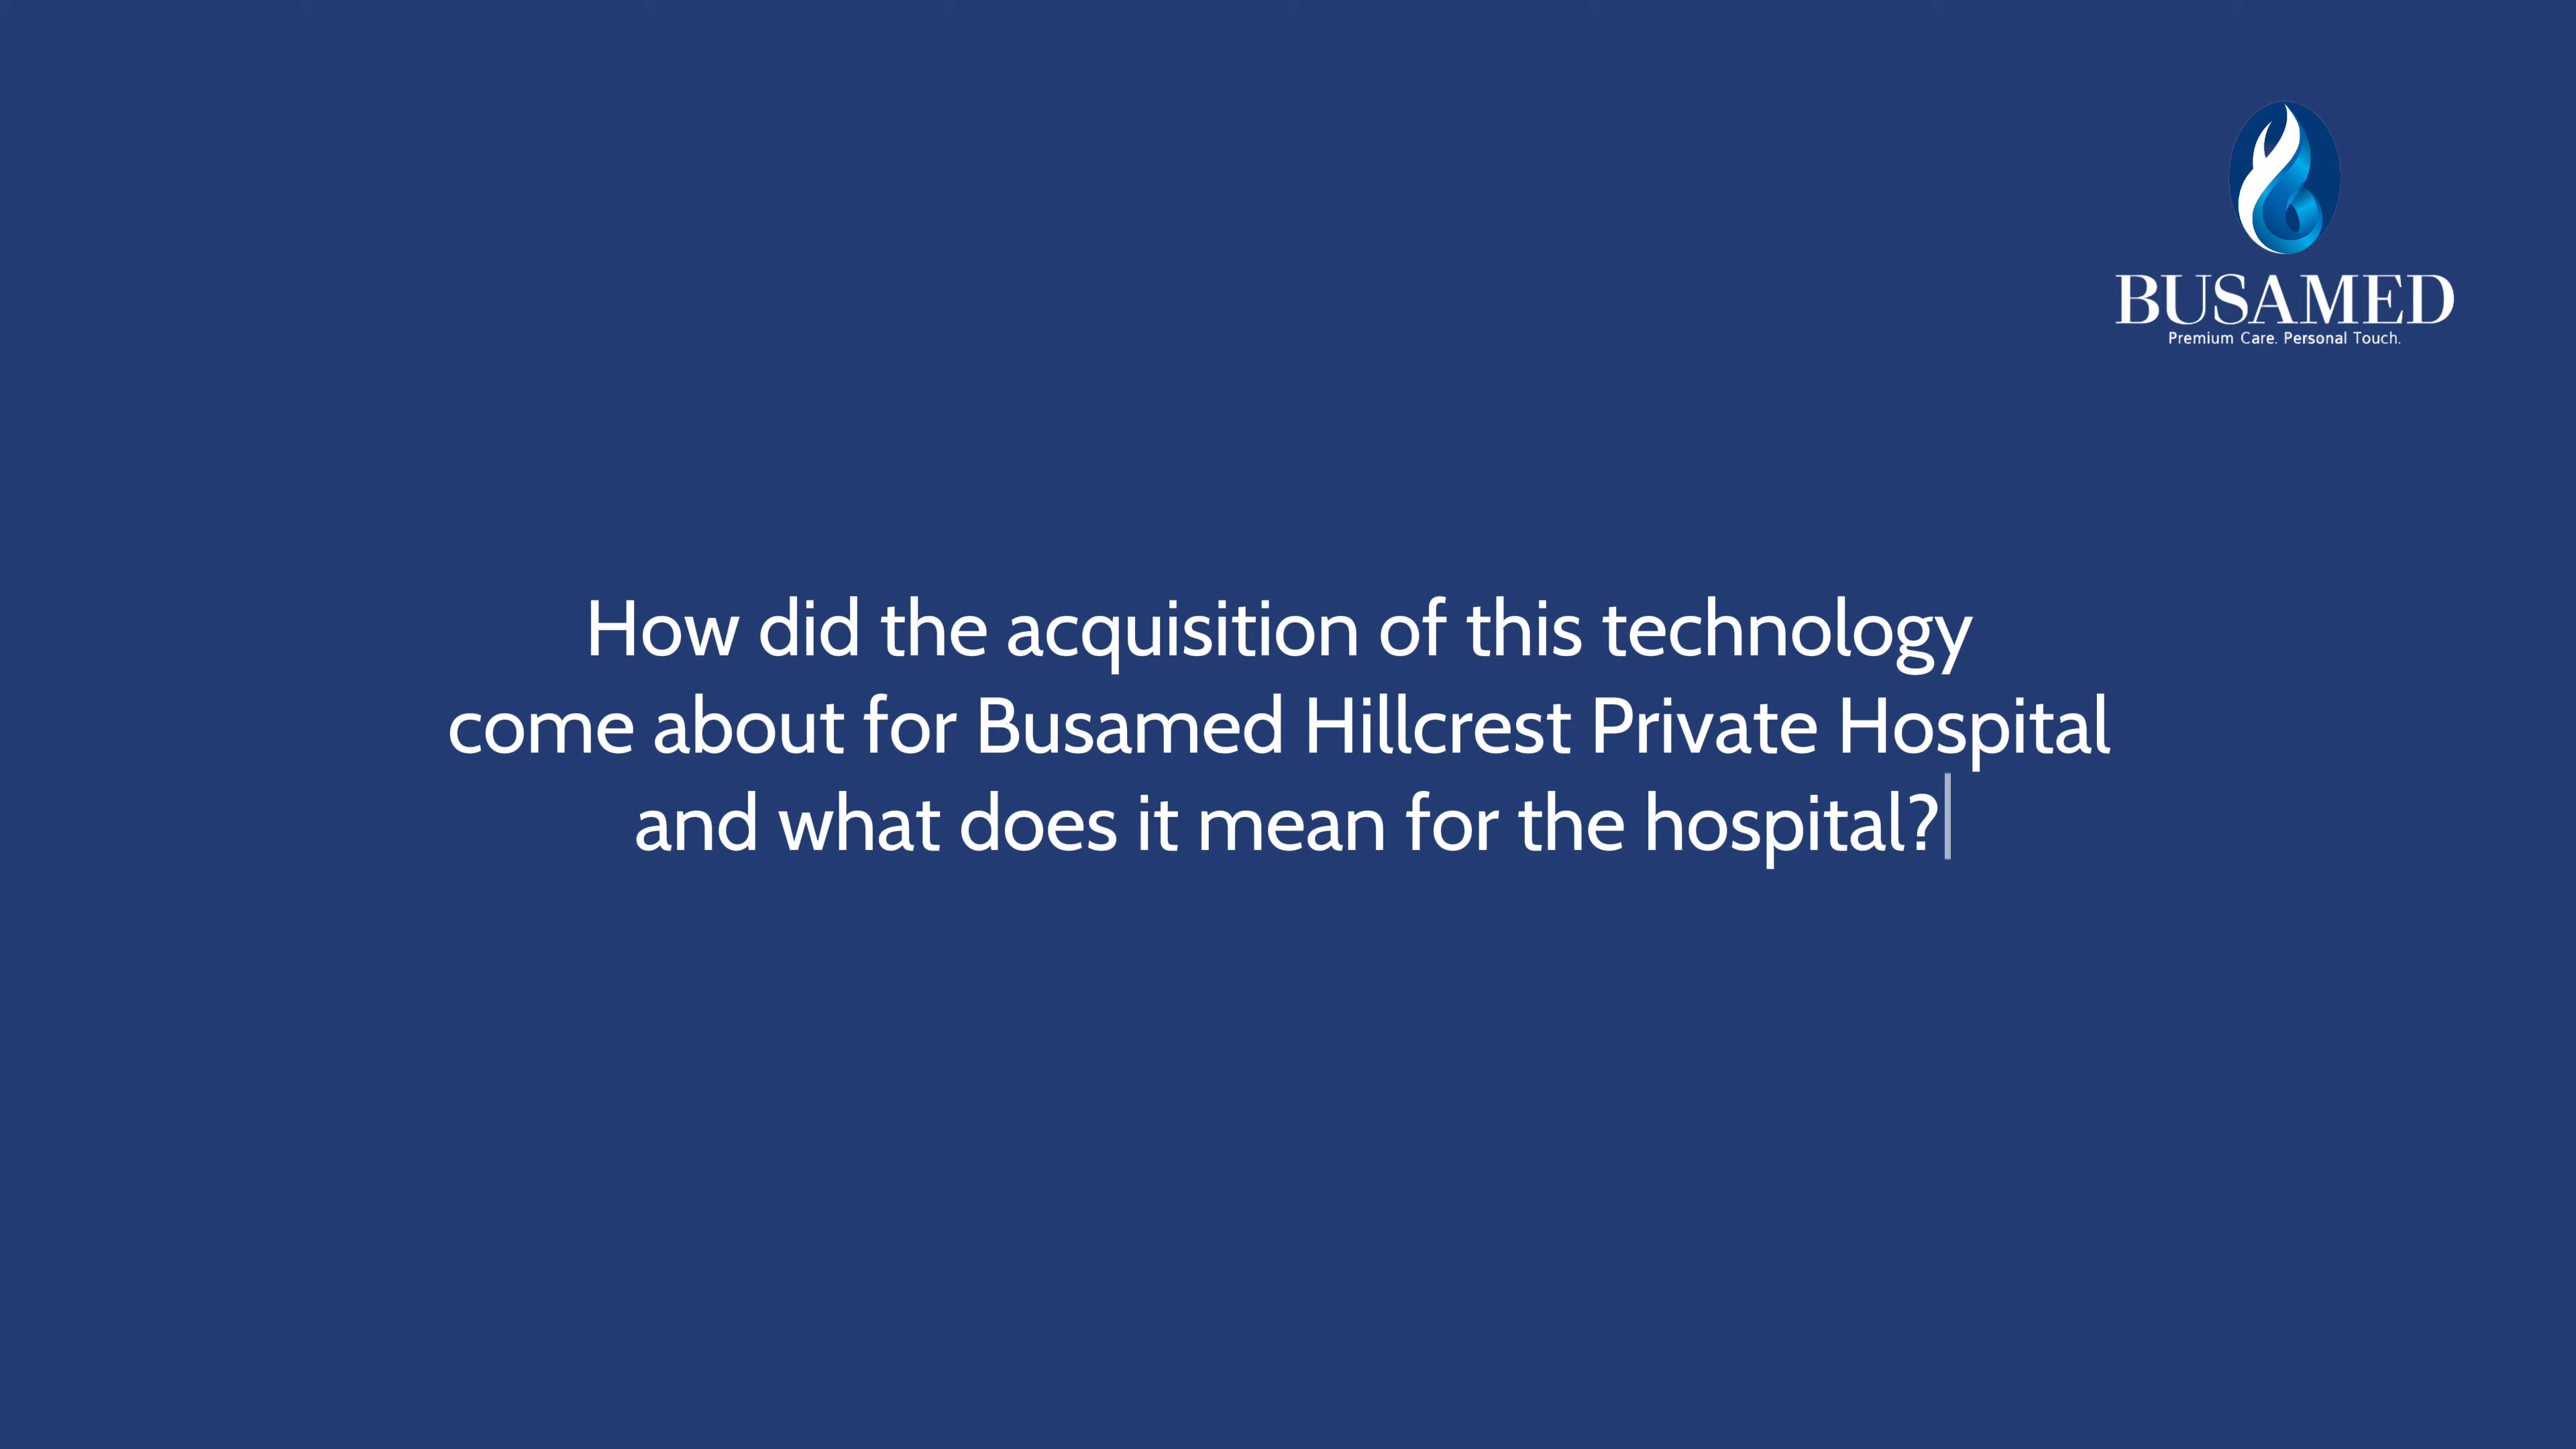 BUSAMED
Premium Care. Personal Touch.
How did the acquisition of this technology
come about for Busamed Hillcrest Private Hospital
and what does it mean for the hospital?